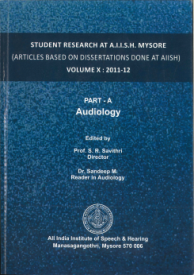 STUDENT RESEARCH AT A.I.I.S.H. MYSORE
(ARTICLES BASED ON DISSERTATIONS DONE AT AIISH)
VOLUME X : 2011-12
PART - A
Audiology
Edited by
Prof. S. R. Savithri
Director
Dr. Sandeep M.
Reader in Audiology
All India Institute of Speech & Hearing
Manasagangothri, Mysore-570 006